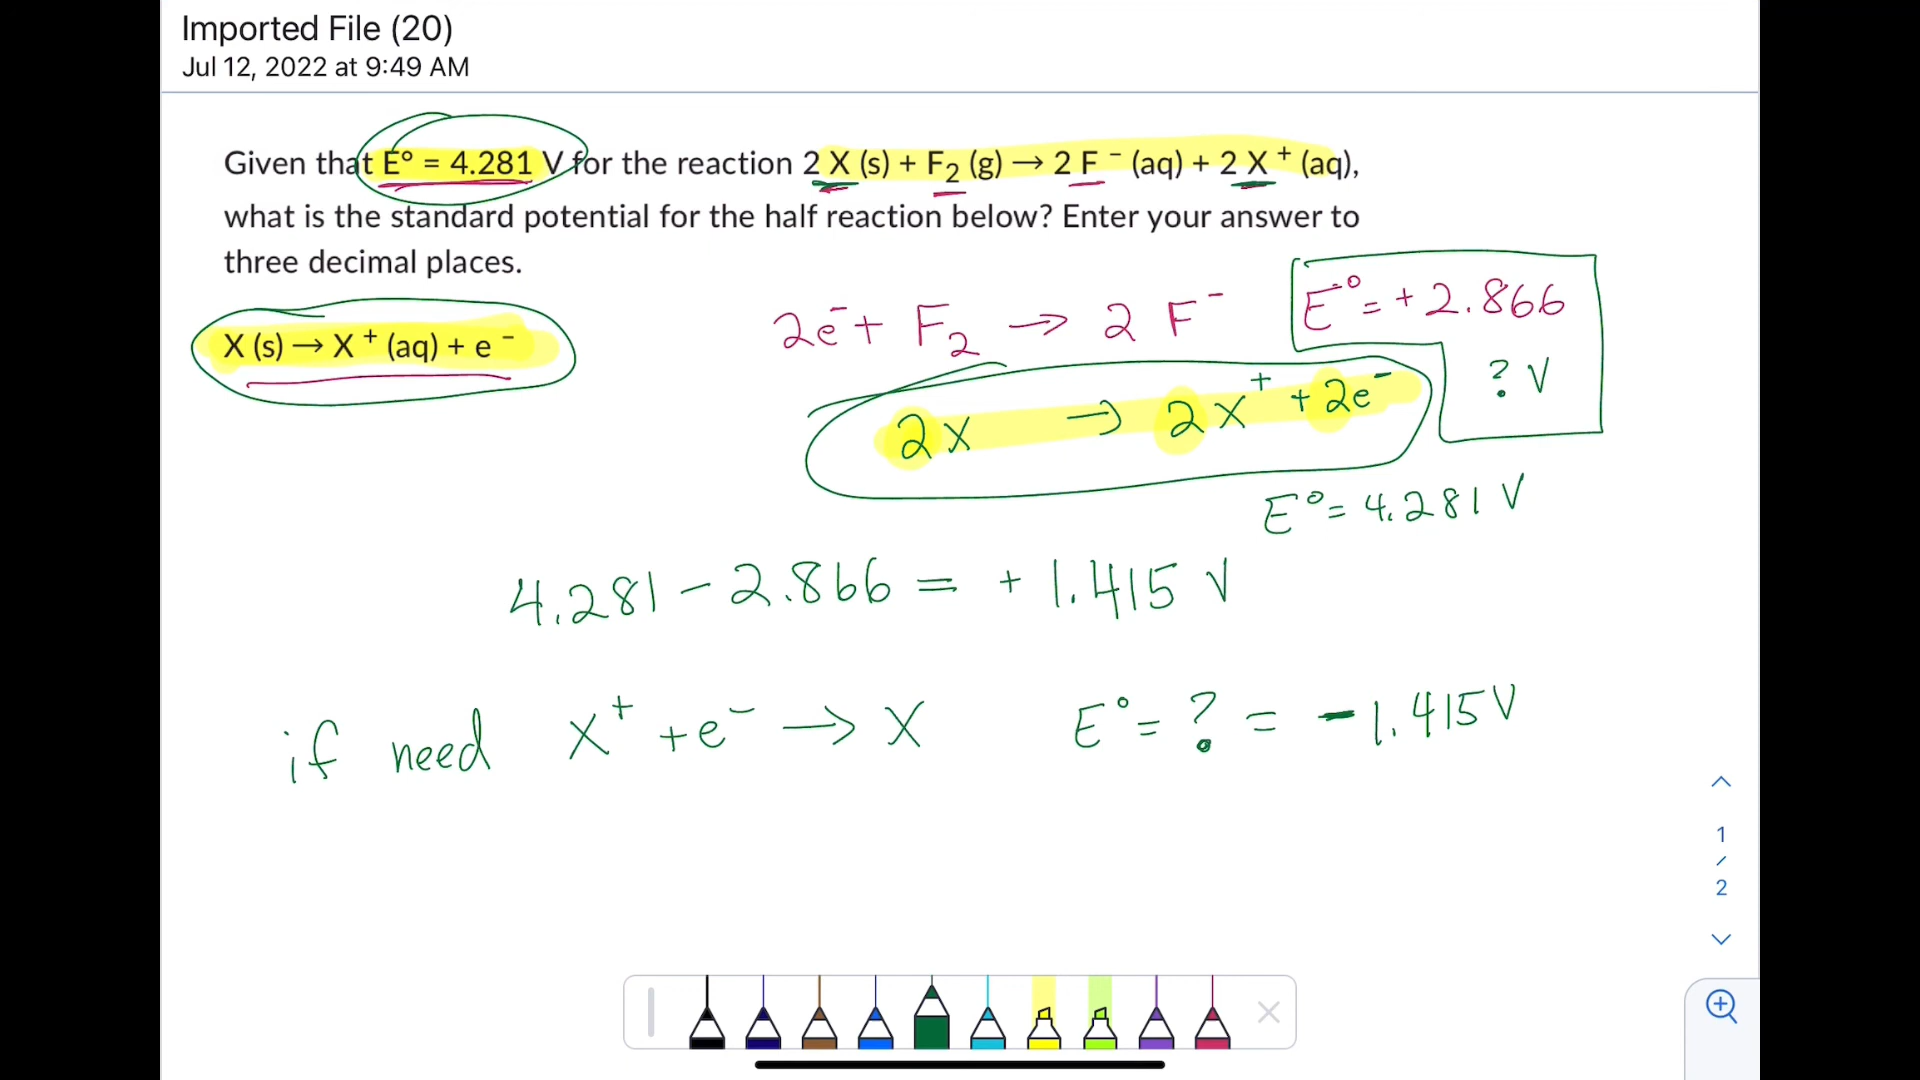 Imported File (20)
Jul 12, 2022 at 9:49 AM
Given that E° = 4.281 V for the reaction 2 X (s) + F₂ (g) → 2 F ⁻ (aq) + 2 X ⁺ (aq),
what is the standard potential for the half reaction below? Enter your answer to
three decimal places.
X (s) → X ⁺ (aq) + e ⁻
2e⁻ + F₂ → 2 F⁻ E° = +2.866
? V
2X → 2X⁺ + 2e⁻
E° = 4.281 V
4.281 – 2.866 = + 1.415 V
if need X⁺ + e⁻ → X E° = ? = -1.415 V
1
/
2